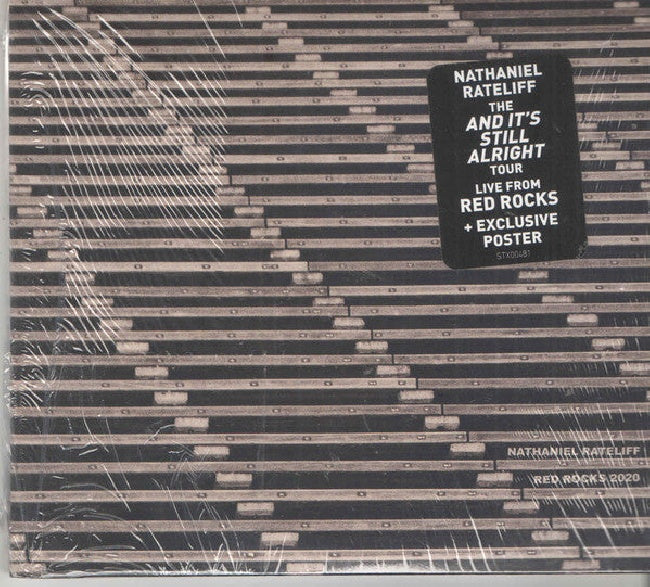 NATHANIEL
RATELIFF
THE
AND IT'S
STILL
ALRIGHT
TOUR
LIVE FROM
RED ROCKS
+ EXCLUSIVE
POSTER
STX00481
NATHANIEL RATELIFF
RED ROCKS 2020